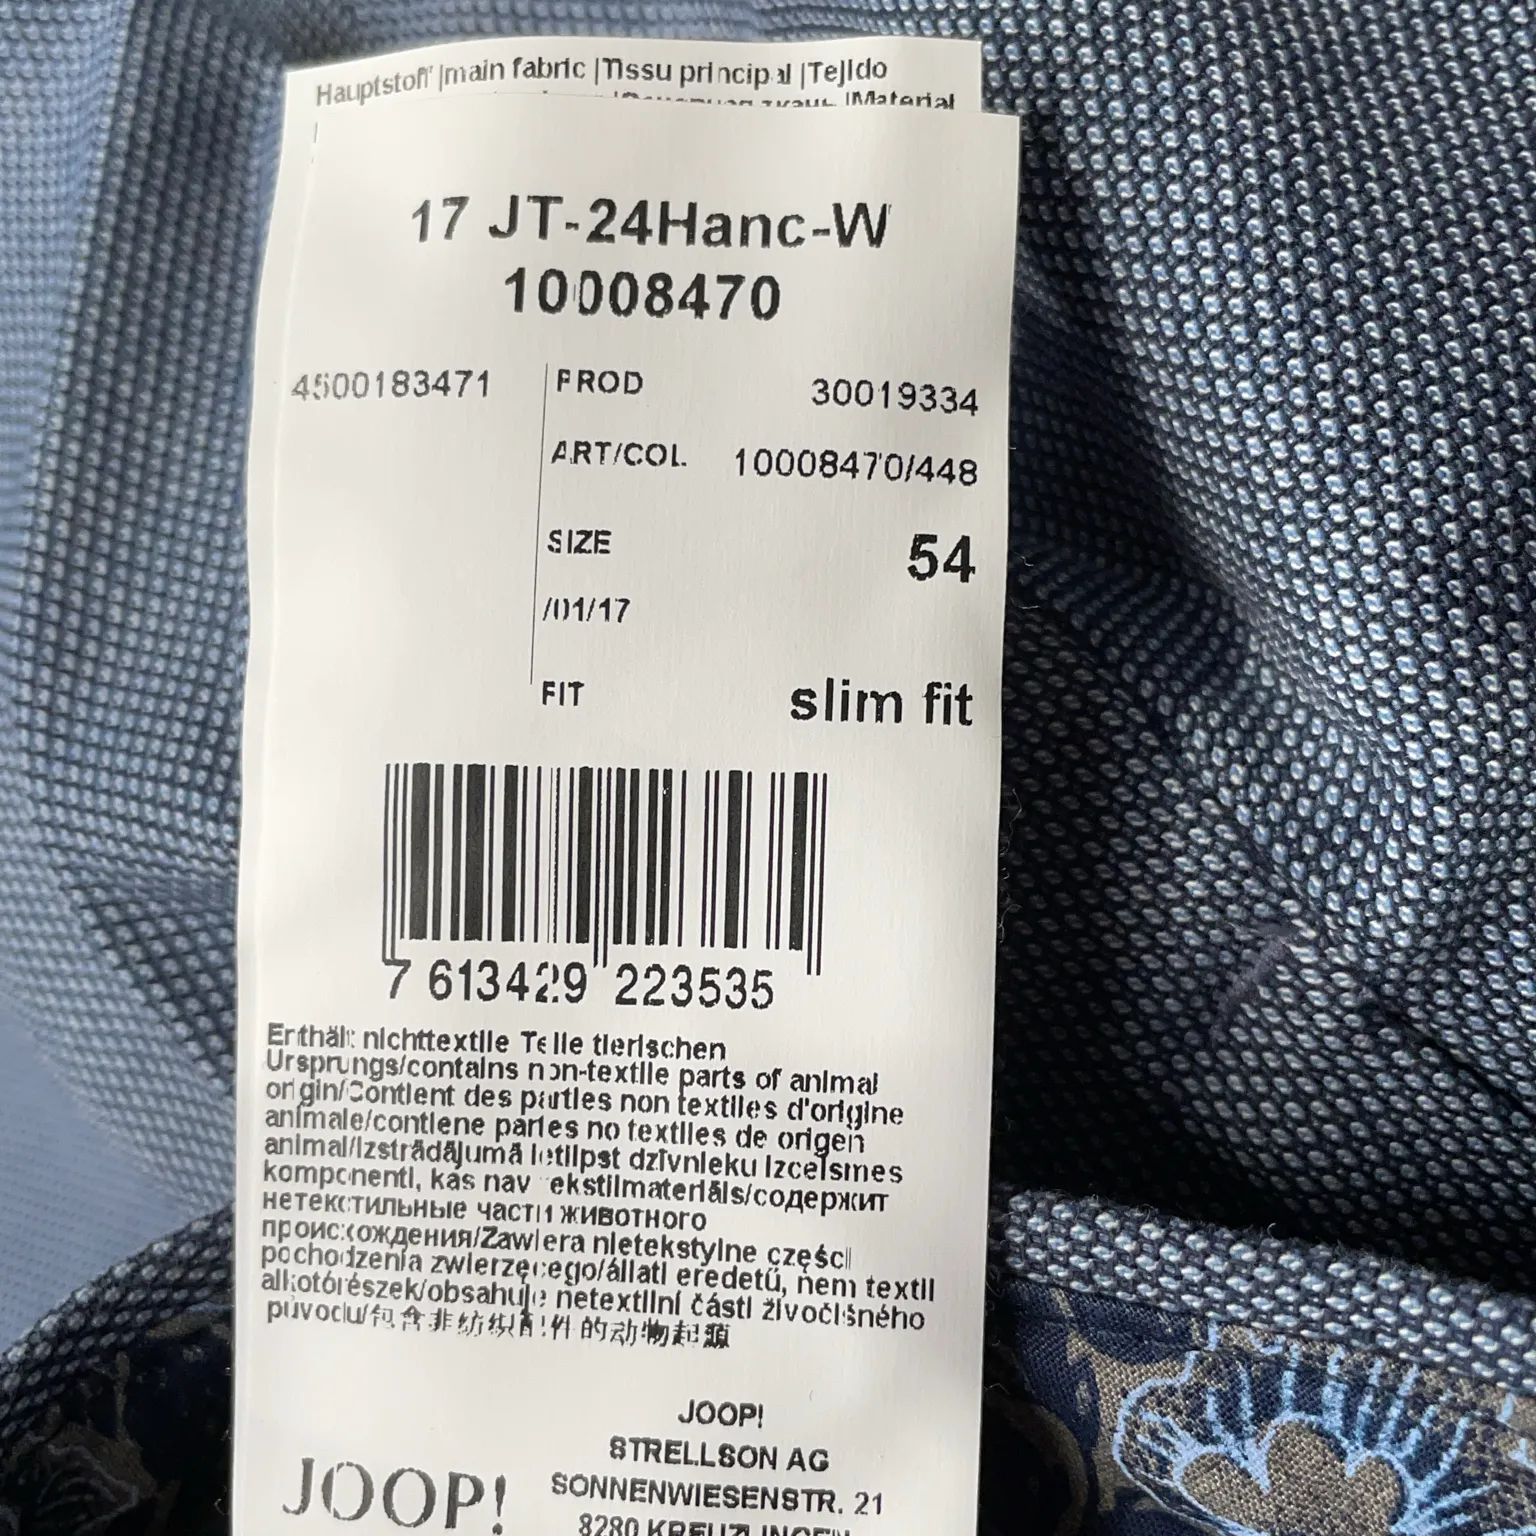 Hauptstoff |main fabric |Tissu principal |Tejido
|Material
17 JT-24Hanc-W
10008470
4500183471
PROD 30019334
ART/COL. 10008470/448
SIZE 54
/01/17
FIT slim fit
7 613429 223535
Enthält nichttextile Teile tierischen
Ursprungs/contains non-textile parts of animal
origin/Contient des parties non textiles d'origine
animale/contiene partes no textiles de origen
animal/Izstrādājumā ietilpst dzīvnieku izcelsmes
komponenti, kas nav tekstilmateriāls/содержит
нетекстильные части животного
происхождения/Zawiera nietekstylne części
pochodzenia zwierzęcego/állati eredetű, nem textil
alkotórészek/obsahuje netextilní části živočišného
původu/包含非纺织配件的动物起源
JOOP!
STRELLSON AG
SONNENWIESENSTR. 21
8280 KREUZLINGEN
JOOP!